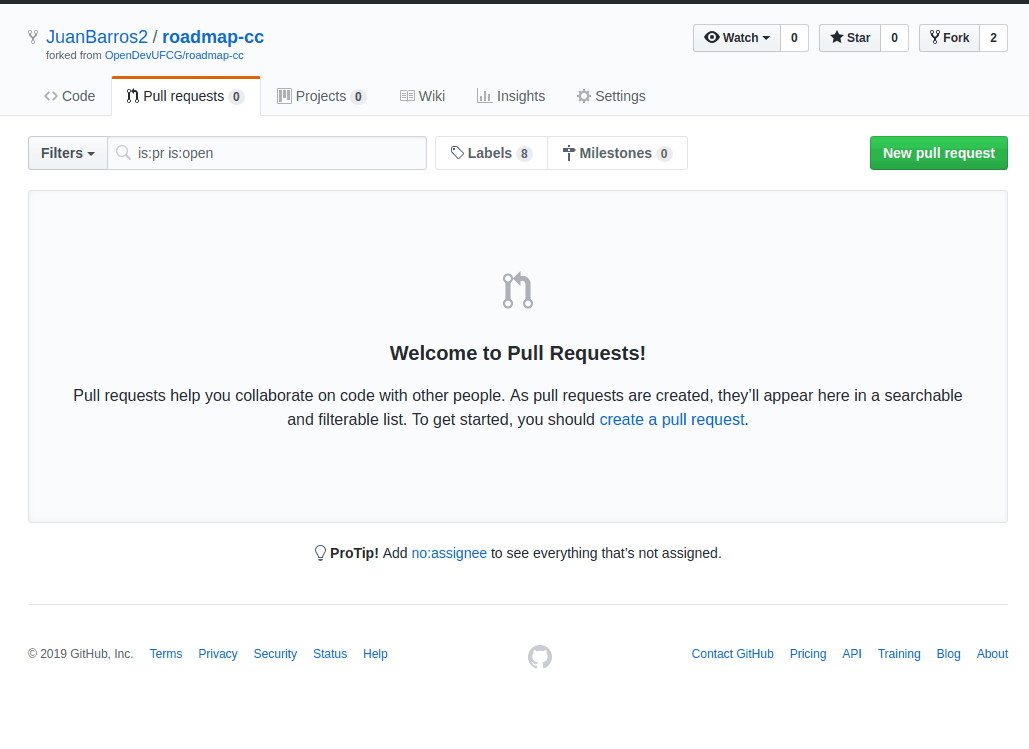 JuanBarros2 / roadmap-cc
forked from OpenDevUFCG/roadmap-cc
Watch 0 Star 0 Fork 2
Code Pull requests 0 Projects 0 Wiki Insights Settings
Filters is:pr is:open Labels 8 Milestones 0 New pull request
Welcome to Pull Requests!
Pull requests help you collaborate on code with other people. As pull requests are created, they’ll appear here in a searchable
and filterable list. To get started, you should create a pull request.
ProTip! Add no:assignee to see everything that’s not assigned.
© 2019 GitHub, Inc. Terms Privacy Security Status Help Contact GitHub Pricing API Training Blog About